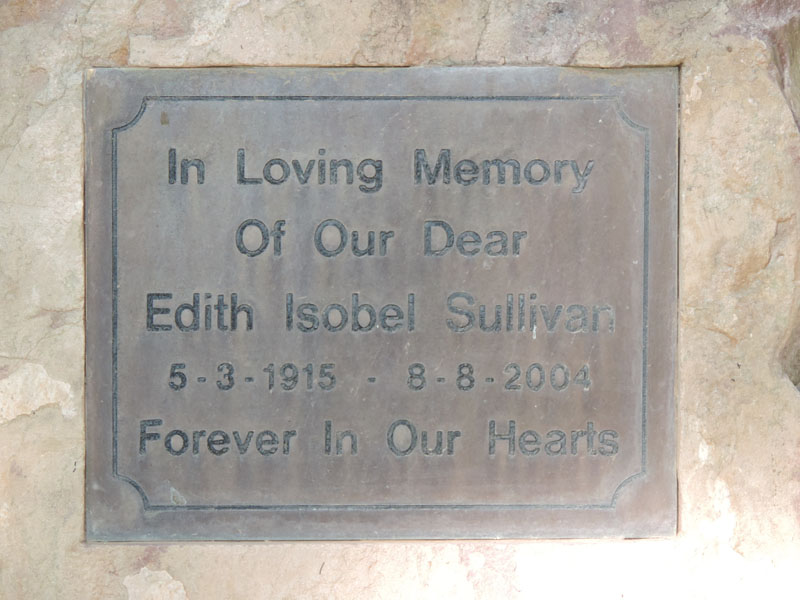 In Loving Memory
Of Our Dear
Edith Isobel Sullivan
5-3-1915 - 8-8-2004
Forever In Our Hearts